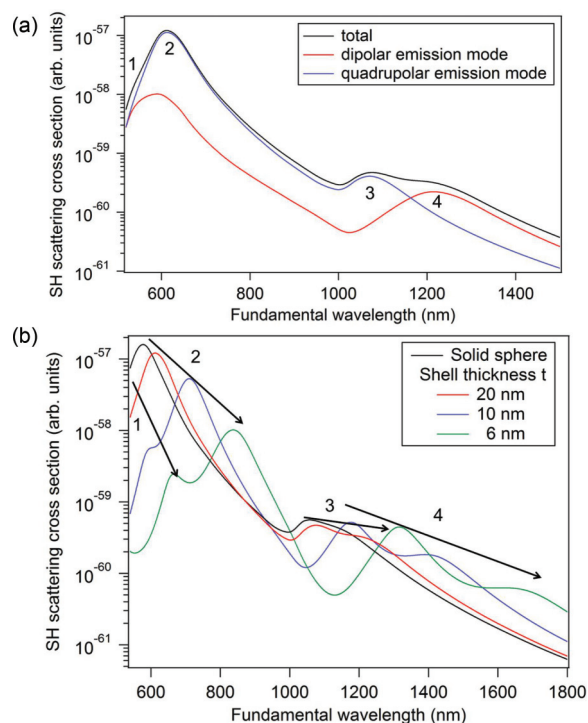 (a)
SH scattering cross section (arb. units)
10-57
10-58
10-59
10-60
10-61
1
2
3
4
total
dipolar emission mode
quadrupolar emission mode
600
800
1000
1200
1400
Fundamental wavelength (nm)
(b)
SH scattering cross section (arb. units)
10-57
10-58
10-59
10-60
10-61
1
2
3
4
Solid sphere
Shell thickness t
20 nm
10 nm
6 nm
600
800
1000
1200
1400
1600
1800
Fundamental wavelength (nm)